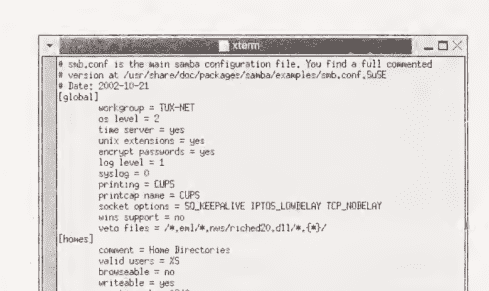 xterm
# smb.conf is the main samba configuration file. You find a full commented
# version at /usr/share/doc/packages/samba/examples/smb.conf.SuSE
# Date: 2002-10-21
[global]
workgroup = TUX-NET
os level = 2
time server = yes
unix extensions = yes
encrypt passwords = yes
log level = 1
syslog = 0
printing = CUPS
printcap name = CUPS
socket options = SO_KEEPALIVE IPTOS_LOWDELAY TCP_NODELAY
wins support = no
veto files = /*.eml/*.nws/riched20.dll/*.{*}/
[homes]
comment = Home Directories
valid users = %S
browseable = no
writeable = yes